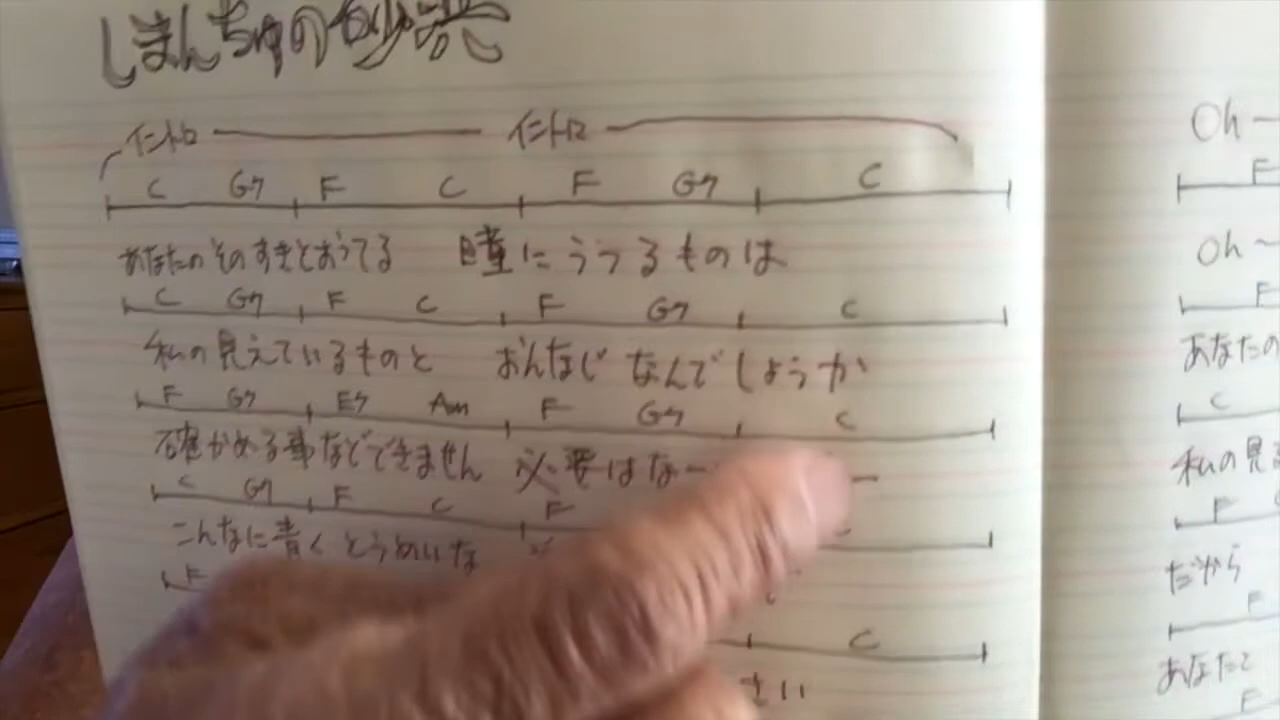 しまんちゅの
イントロ イントロ
C G7 F C F G7 C
あなたの そのすきとおうてる 瞳に うつるものは
C G7 F C F G7 C
私の見えているものと おんなじ なんでしょうか
F G7 E7 Am F G7 C
確かめる事などできません 必要はなー
C G7 F C F
こんなに青く とうめいな
F
C
さい
Oh〜
F
Oh〜
F
あなたの
C
私の見
F
だから
F
あなたと
F